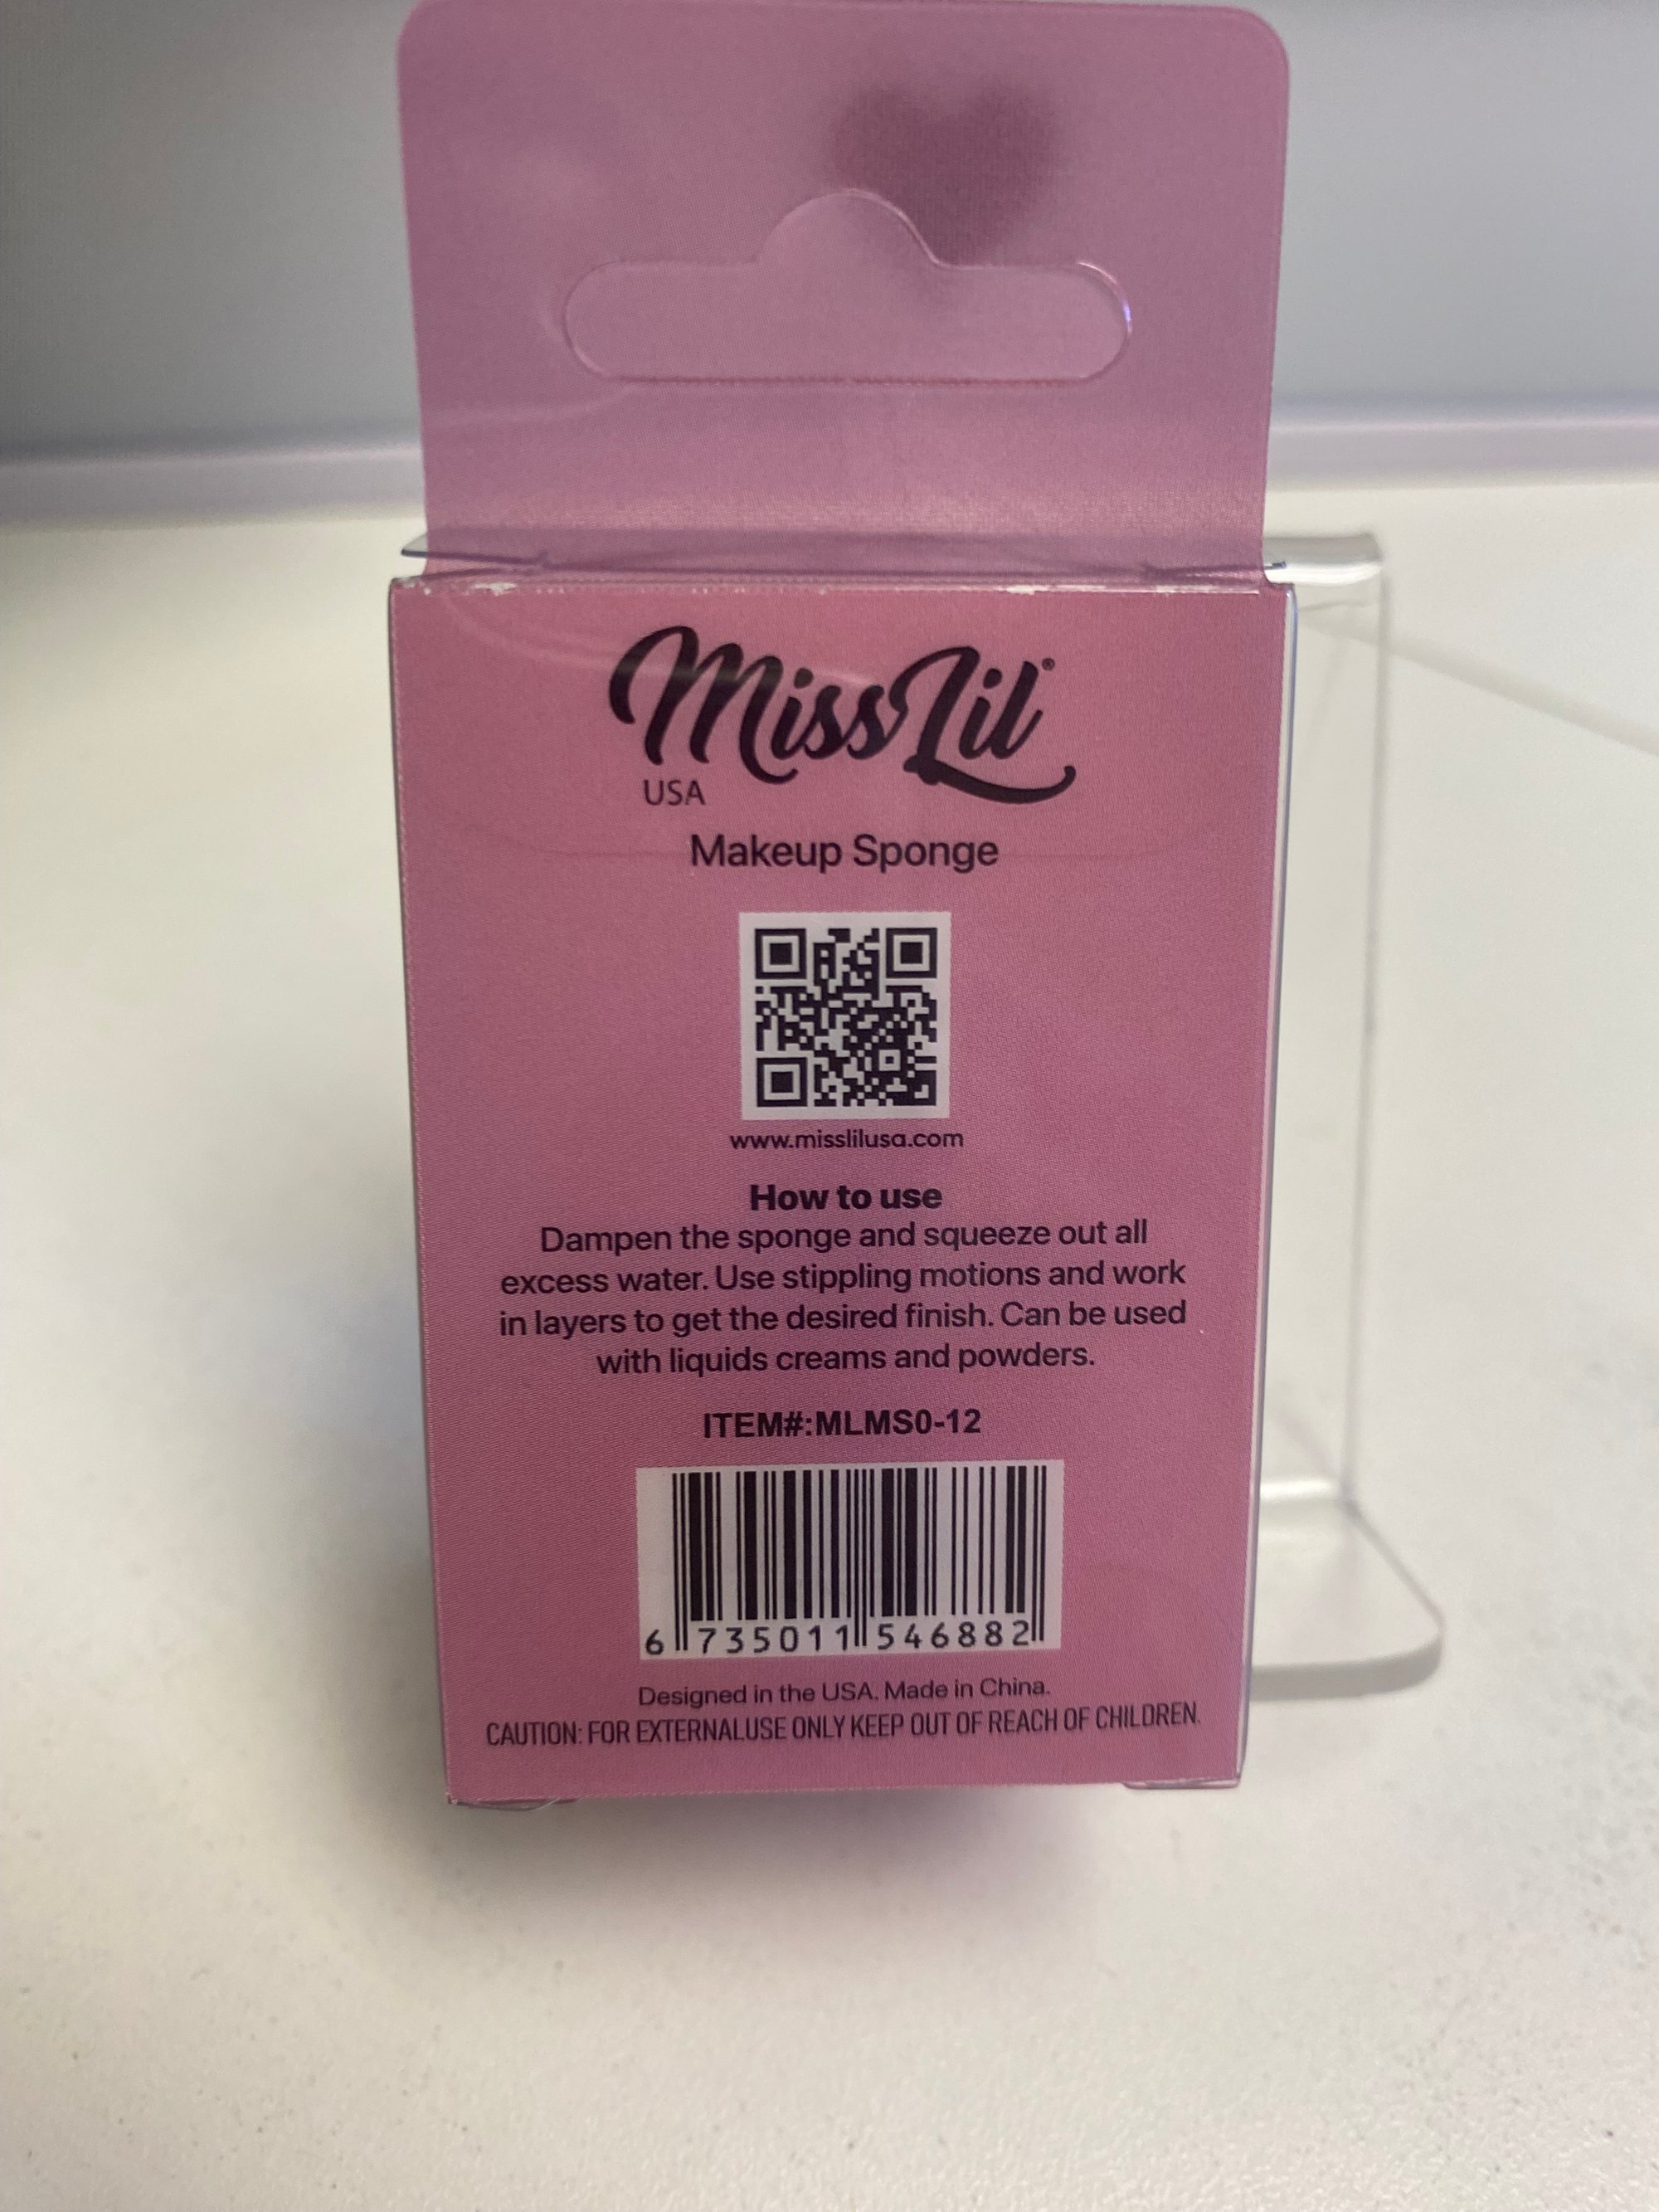 Miss Lil®
USA
Makeup Sponge
www.misslilusa.com
How to use
Dampen the sponge and squeeze out all
excess water. Use stippling motions and work
in layers to get the desired finish. Can be used
with liquids creams and powders.
ITEM#:MLMS0-12
6 735011 546882
Designed in the USA. Made in China.
CAUTION: FOR EXTERNALUSE ONLY KEEP OUT OF REACH OF CHILDREN.